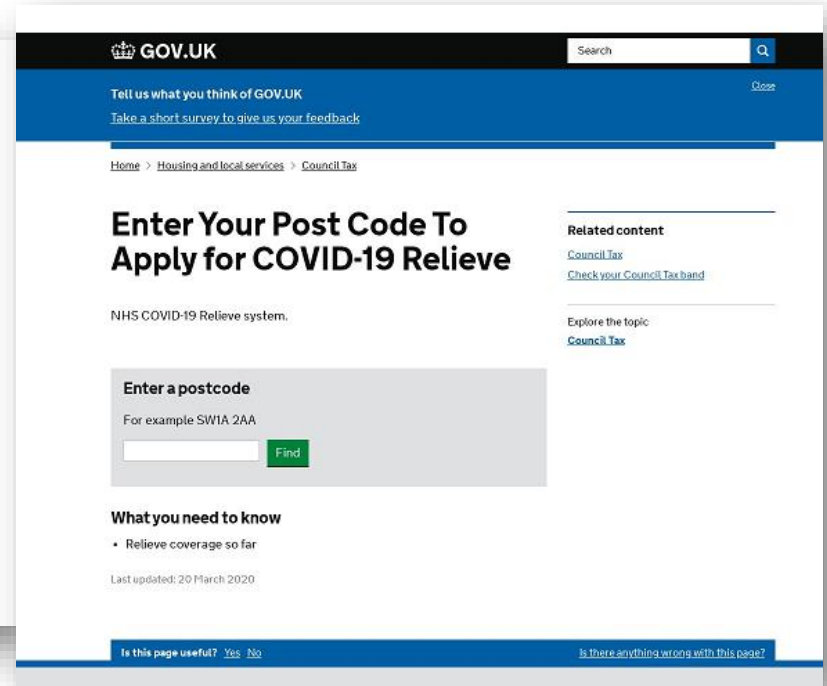 GOV.UK
Search
Tell us what you think of GOV.UK
Close
Take a short survey to give us your feedback
Home > Housing and local services > Council Tax
Enter Your Post Code To
Apply for COVID-19 Relieve
NHS COVID-19 Relieve system.
Enter a postcode
For example SW1A 2AA
Find
What you need to know
• Relieve coverage so far
Last updated: 20 March 2020
Related content
Council Tax
Check your Council Tax band
Explore the topic
Council Tax
Is this page useful? Yes No
Is there anything wrong with this page?